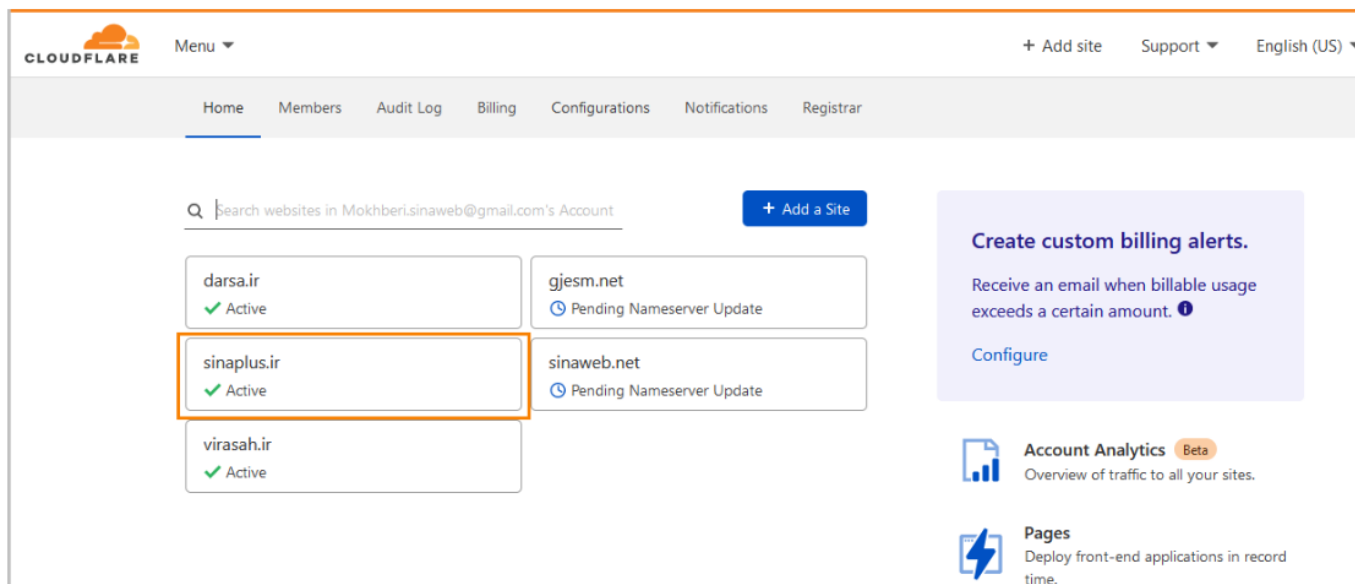 CLOUDFLARE
Menu
+ Add site
Support
English (US)
Home
Members
Audit Log
Billing
Configurations
Notifications
Registrar
Search websites in Mokhberi.sinaweb@gmail.com's Account
+ Add a Site
darsa.ir
Active
gjesm.net
Pending Nameserver Update
sinaplus.ir
Active
sinaweb.net
Pending Nameserver Update
virasah.ir
Active
Create custom billing alerts.
Receive an email when billable usage
exceeds a certain amount.
Configure
Account Analytics Beta
Overview of traffic to all your sites.
Pages
Deploy front-end applications in record
time.